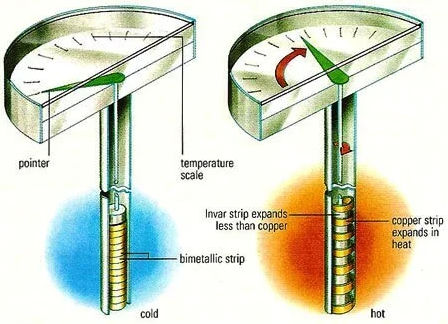 pointer
temperature
scale
bimetallic strip
cold
Invar strip expands
less than copper
copper strip
expands in
heat
hot